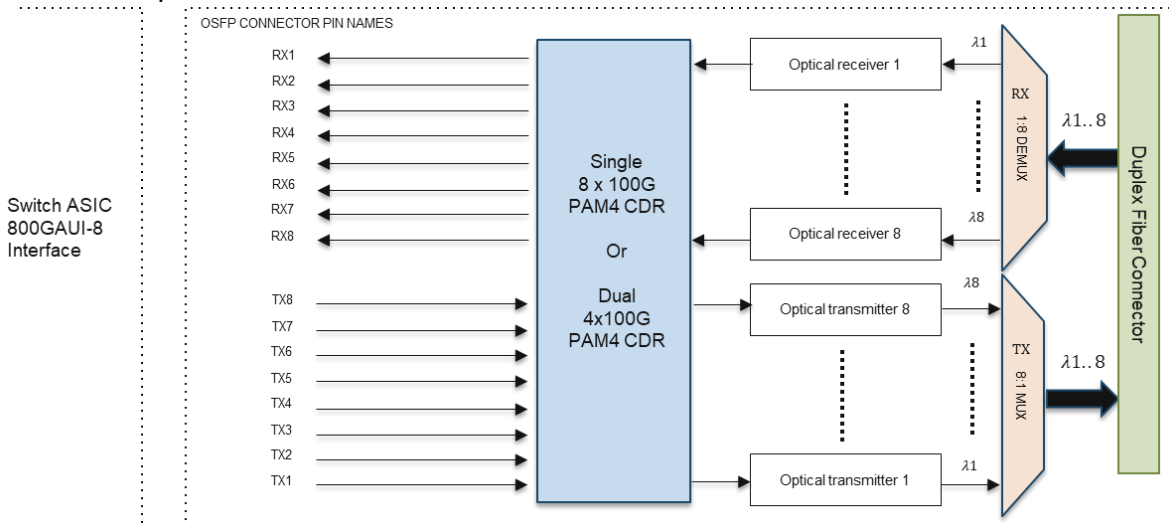 OSFP CONNECTOR PIN NAMES
RX1
RX2
RX3
RX4
RX5
RX6
RX7
RX8
TX8
TX7
TX6
TX5
TX4
TX3
TX2
TX1
Switch ASIC
800GAUI-8
Interface
Single
8 x 100G
PAM4 CDR
Or
Dual
4x100G
PAM4 CDR
Optical receiver 1
λ1
Optical receiver 8
λ8
Optical transmitter 8
λ8
Optical transmitter 1
λ1
RX
1:8 DEMUX
λ1..8
TX
8:1 MUX
λ1..8
Duplex Fiber Connector